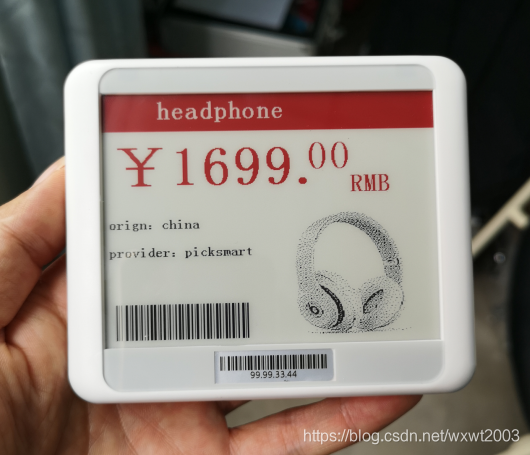 headphone
¥1699.00 RMB
orign: china
provider: picksmart
99.99.33.44
https://blog.csdn.net/wxwt2003